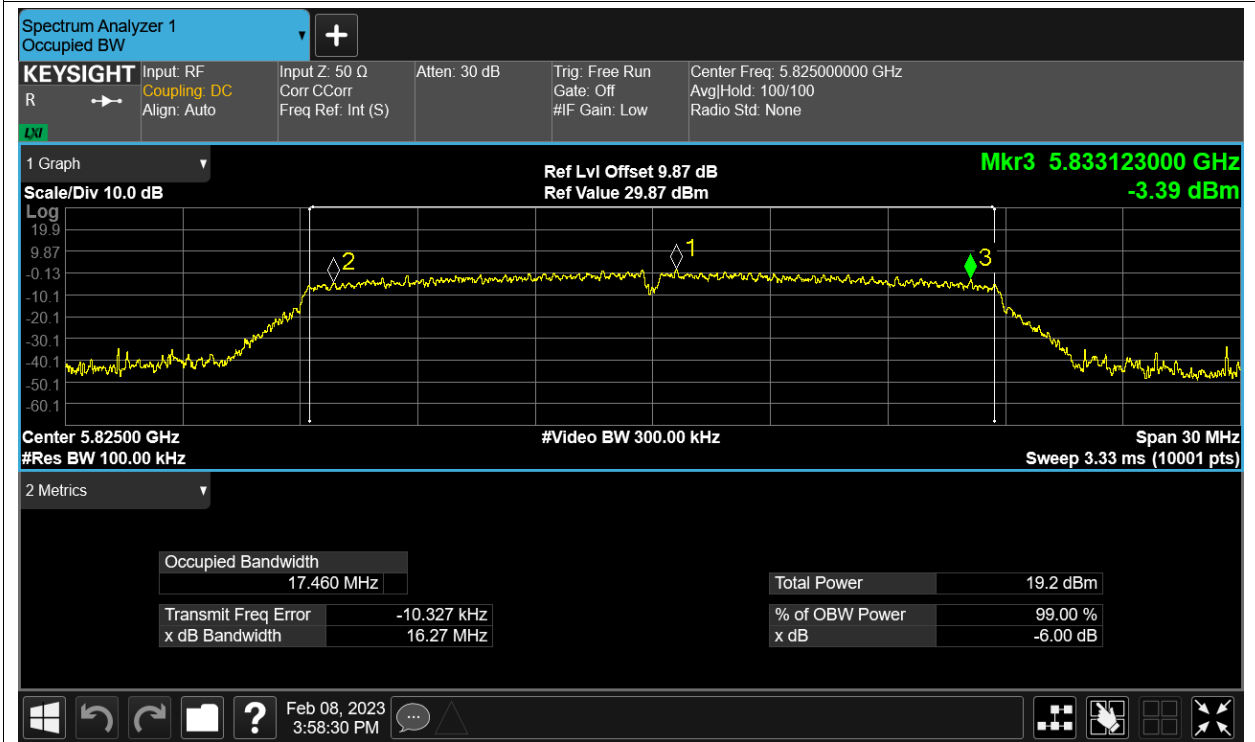 Spectrum Analyzer 1
Occupied BW
+
KEYSIGHT
R
LXI
Input: RF
Coupling: DC
Align: Auto
Input Z: 50 Ω
Corr CCorr
Freq Ref: Int (S)
Atten: 30 dB
Trig: Free Run
Gate: Off
#IF Gain: Low
Center Freq: 5.825000000 GHz
Avg|Hold: 100/100
Radio Std: None
1 Graph
Scale/Div 10.0 dB
Ref Lvl Offset 9.87 dB
Ref Value 29.87 dBm
Mkr3 5.833123000 GHz
-3.39 dBm
Log
19.9
9.87
-0.13
-10.1
-20.1
-30.1
-40.1
-50.1
-60.1
2
1
3
Center 5.82500 GHz
#Video BW 300.00 kHz
Span 30 MHz
#Res BW 100.00 kHz
Sweep 3.33 ms (10001 pts)
2 Metrics
Occupied Bandwidth
17.460 MHz
Total Power 19.2 dBm
Transmit Freq Error -10.327 kHz
% of OBW Power 99.00 %
x dB Bandwidth 16.27 MHz
x dB -6.00 dB
?
Feb 08, 2023
3:58:30 PM